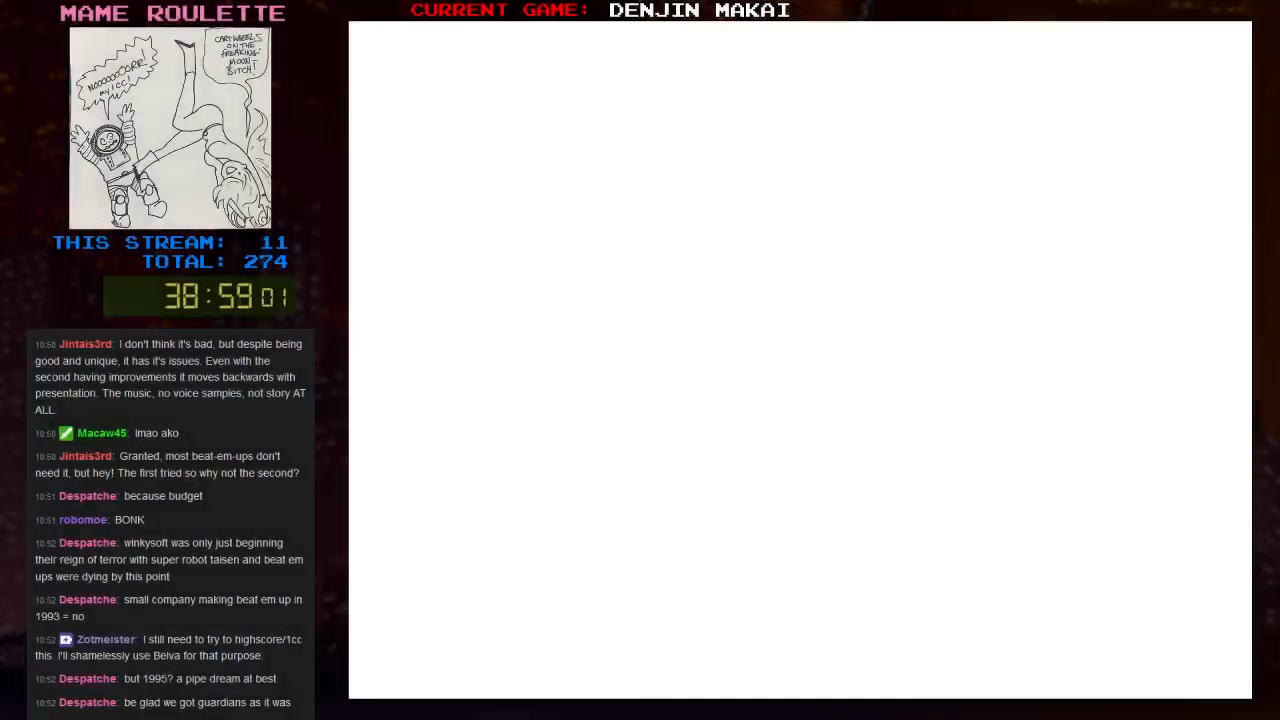 MAME ROULETTE
CURRENT GAME: DENJIN MAKAI
CARTWHEELS
ON THE
FREAKING
MOON
BITCH!
MY 1CC!
THIS STREAM: 11
TOTAL: 274
38:59 01
10:50 Jintais3rd: I don't think it's bad, but despite being
good and unique, it has it's issues. Even with the
second having improvements it moves backwards with
presentation. The music, no voice samples, not story AT
ALL.
10:50 Macaw45: lmao ako
10:50 Jintais3rd: Granted, most beat-em-ups don't
need it, but hey! The first tried so why not the second?
10:51 Despatche: because budget
10:51 robomoe: BONK
10:52 Despatche: winkysoft was only just beginning
their reign of terror with super robot taisen and beat em
ups were dying by this point
10:52 Despatche: small company making beat em up in
1993 = no
10:52 Zotmeister: I still need to try to highscore/1cc
this. I'll shamelessly use Belva for that purpose.
10:52 Despatche: but 1995? a pipe dream at best
10:52 Despatche: be glad we got guardians as it was